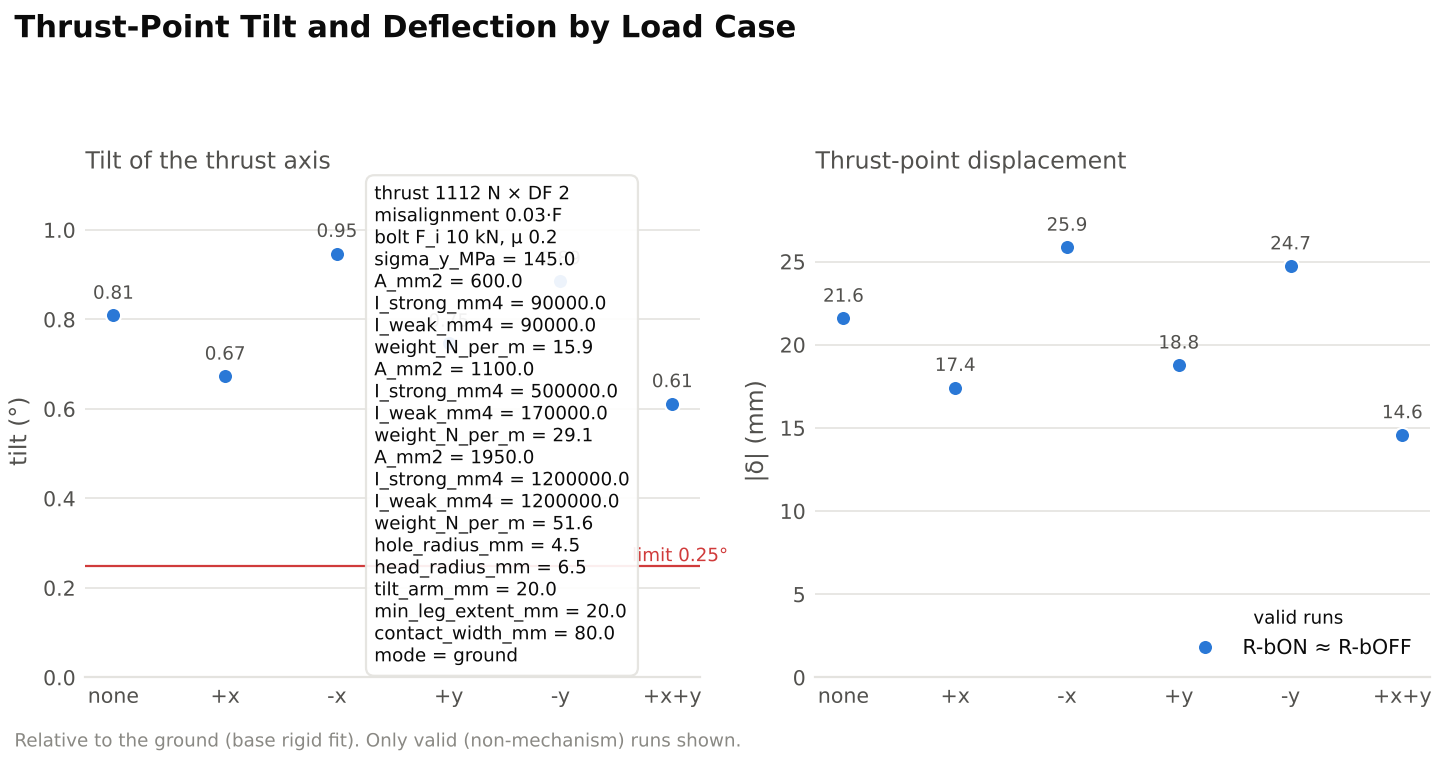 Thrust-Point Tilt and Deflection by Load Case
Tilt of the thrust axis
tilt (°)
1.0
0.8
0.6
0.4
0.2
0.0
0.81
0.67
0.95
0.61
imit 0.25°
none
+x
-x
+y
-y
+x+y
thrust 1112 N × DF 2
misalignment 0.03·F
bolt F_i 10 kN, μ 0.2
sigma_y_MPa = 145.0
A_mm2 = 600.0
I_strong_mm4 = 90000.0
I_weak_mm4 = 90000.0
weight_N_per_m = 15.9
A_mm2 = 1100.0
I_strong_mm4 = 500000.0
I_weak_mm4 = 170000.0
weight_N_per_m = 29.1
A_mm2 = 1950.0
I_strong_mm4 = 1200000.0
I_weak_mm4 = 1200000.0
weight_N_per_m = 51.6
hole_radius_mm = 4.5
head_radius_mm = 6.5
tilt_arm_mm = 20.0
min_leg_extent_mm = 20.0
contact_width_mm = 80.0
mode = ground
Thrust-point displacement
|δ| (mm)
25
20
15
10
5
0
21.6
17.4
25.9
18.8
24.7
14.6
valid runs
R-bON ≈ R-bOFF
none
+x
-x
+y
-y
+x+y
Relative to the ground (base rigid fit). Only valid (non-mechanism) runs shown.